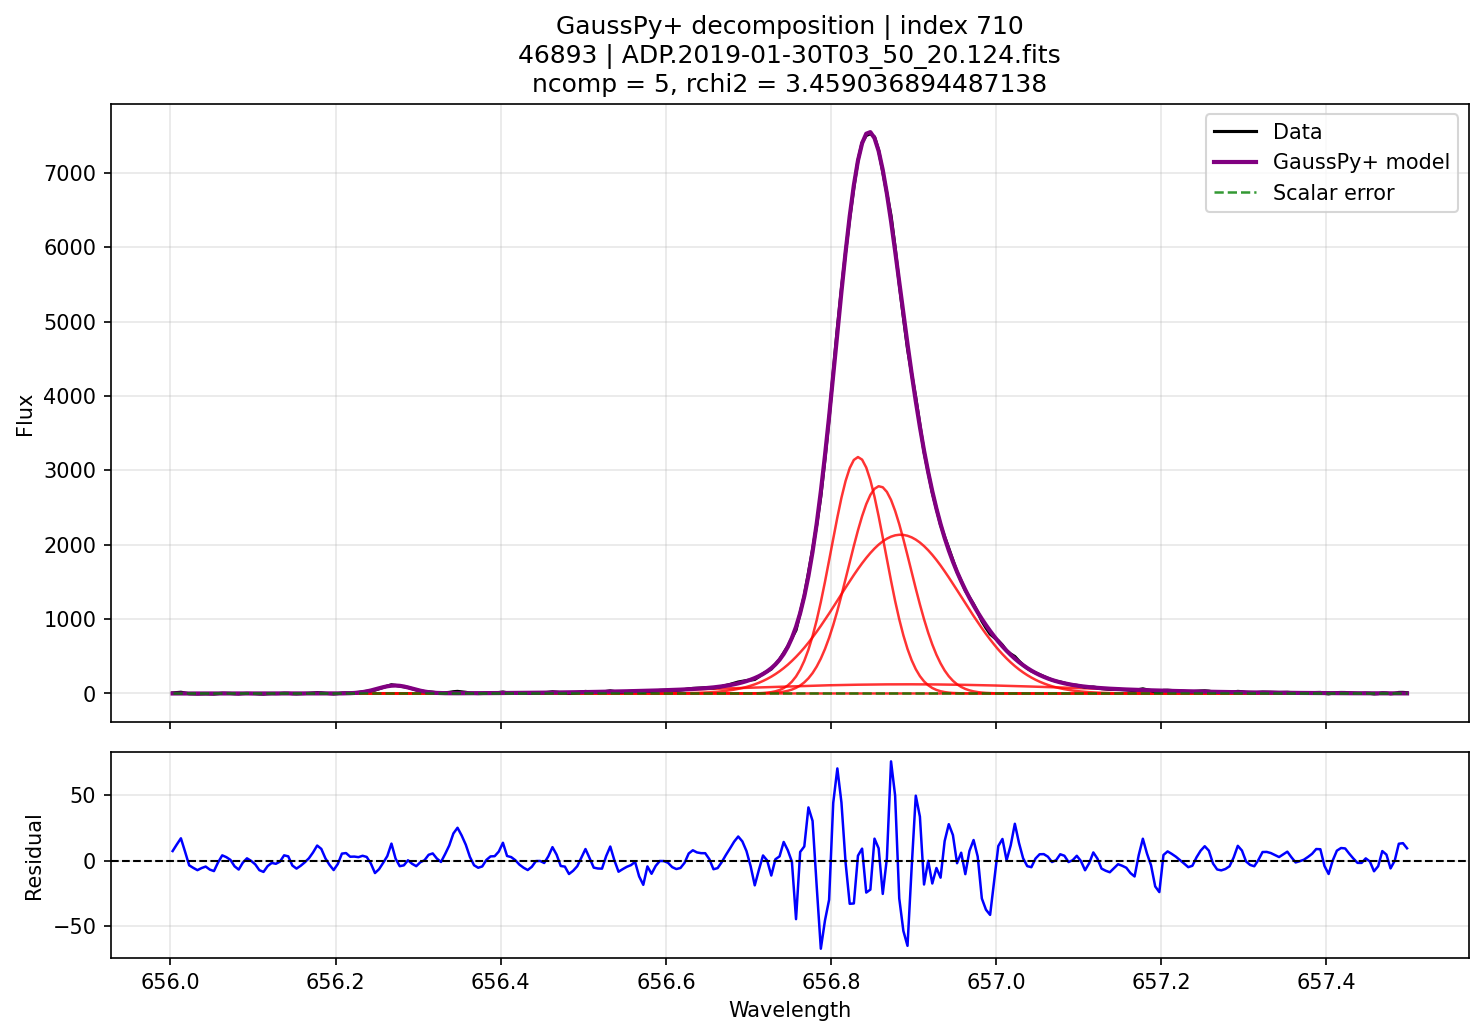 GaussPy+ decomposition | index 710
46893 | ADP.2019-01-30T03_50_20.124.fits
ncomp = 5, rchi2 = 3.459036894487138
Data
GaussPy+ model
Scalar error
7000
6000
5000
4000
3000
2000
1000
0
Flux
50
0
−50
Residual
656.0
656.2
656.4
656.6
656.8
657.0
657.2
657.4
Wavelength